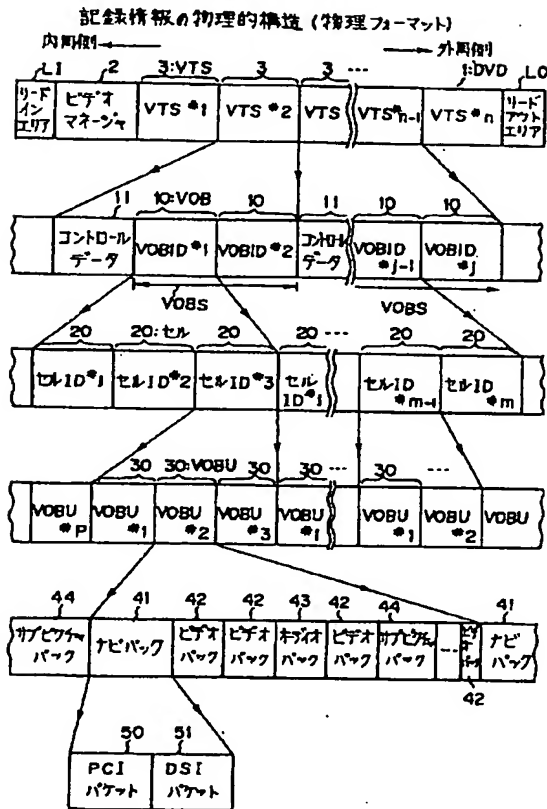 記録情報の物理的構造(物理フォーマット)
内周側 外周側
LI 2 3:VTS 3 3 ... 1:DVD LO
リードインエリア ビデオマネージャ VTS#1 VTS#2 VTS VTS#n-1 VTS#n リードアウトエリア
11 10:VOB 10 11 10 10
コントロールデータ VOBID#1 VOBID#2 コントロールデータ VOBID#j-1 VOBID#j
VOBS VOBS
20 20:セル 20 20 ... 20 20
セルID#1 セルID#2 セルID#3 セルID#1 セルID#m-1 セルID#m
30 30:VOBU 30 30 ... 30 ...
VOBU#P VOBU#1 VOBU#2 VOBU#3 VOBU#1 VOBU#1 VOBU#2 VOBU
44 41 42 42 43 42 44 41
サブピクチャパック ナビパック ビデオパック ビデオパック オーディオパック ビデオパック サブピクチャパック ... ビデオパック ナビパック
42
50 51
PCIパケット DSIパケット